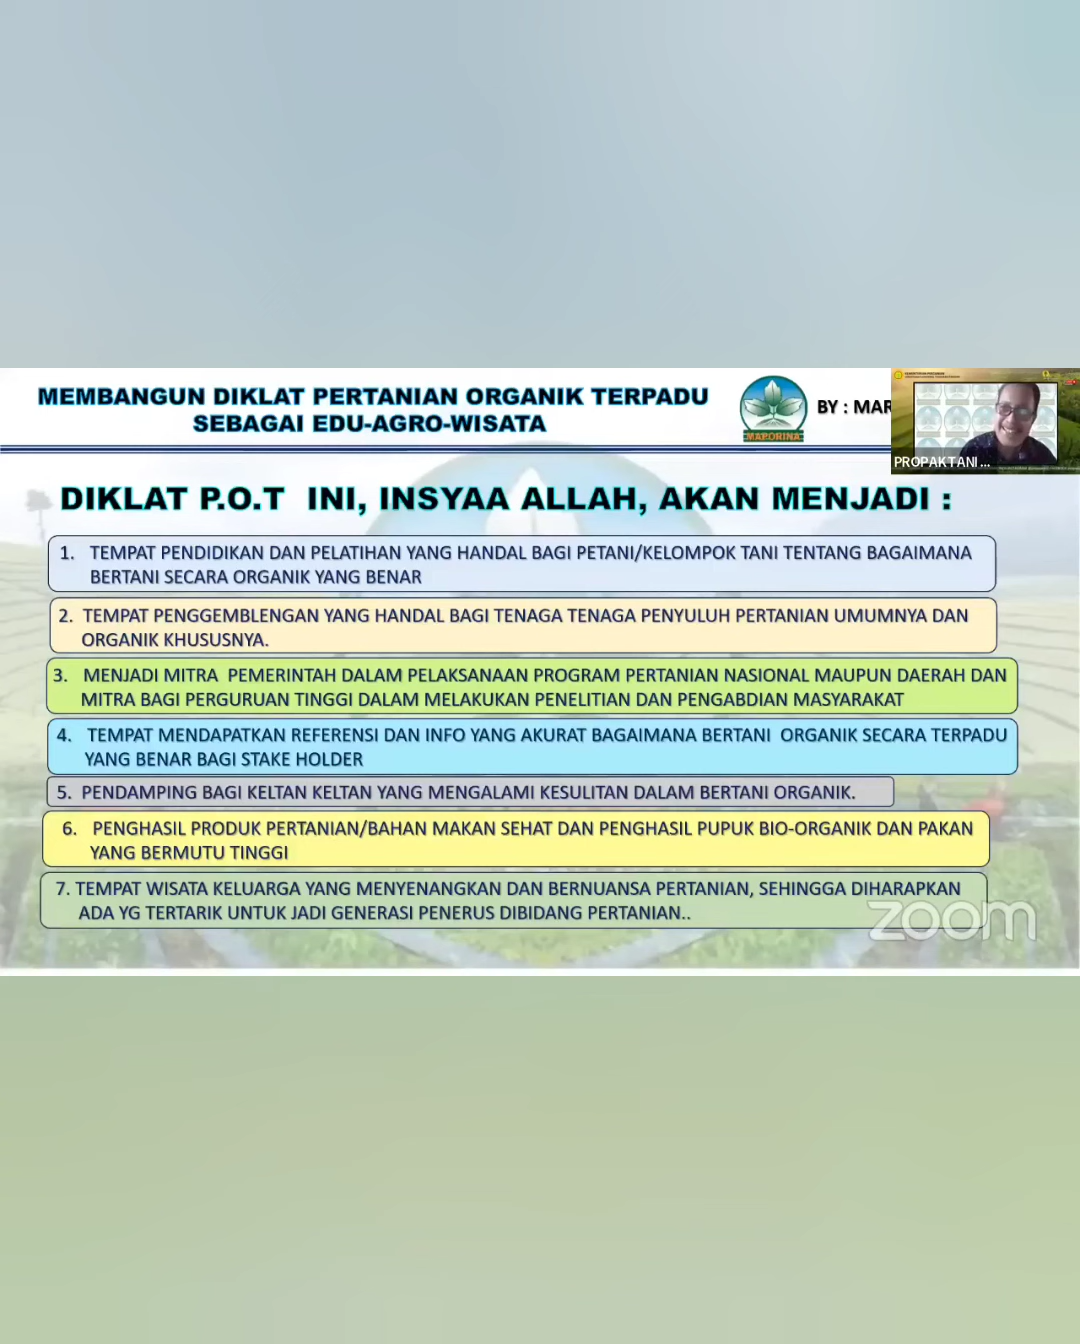 MEMBANGUN DIKLAT PERTANIAN ORGANIK TERPADU
SEBAGAI EDU-AGRO-WISATA
MAPORINA
BY : MAR
PROPAKTANI ...
DIKLAT P.O.T INI, INSYAA ALLAH, AKAN MENJADI :
1. TEMPAT PENDIDIKAN DAN PELATIHAN YANG HANDAL BAGI PETANI/KELOMPOK TANI TENTANG BAGAIMANA
BERTANI SECARA ORGANIK YANG BENAR
2. TEMPAT PENGGEMBLENGAN YANG HANDAL BAGI TENAGA TENAGA PENYULUH PERTANIAN UMUMNYA DAN
ORGANIK KHUSUSNYA.
3. MENJADI MITRA PEMERINTAH DALAM PELAKSANAAN PROGRAM PERTANIAN NASIONAL MAUPUN DAERAH DAN
MITRA BAGI PERGURUAN TINGGI DALAM MELAKUKAN PENELITIAN DAN PENGABDIAN MASYARAKAT
4. TEMPAT MENDAPATKAN REFERENSI DAN INFO YANG AKURAT BAGAIMANA BERTANI ORGANIK SECARA TERPADU
YANG BENAR BAGI STAKE HOLDER
5. PENDAMPING BAGI KELTAN KELTAN YANG MENGALAMI KESULITAN DALAM BERTANI ORGANIK.
6. PENGHASIL PRODUK PERTANIAN/BAHAN MAKAN SEHAT DAN PENGHASIL PUPUK BIO-ORGANIK DAN PAKAN
YANG BERMUTU TINGGI
7. TEMPAT WISATA KELUARGA YANG MENYENANGKAN DAN BERNUANSA PERTANIAN, SEHINGGA DIHARAPKAN
ADA YG TERTARIK UNTUK JADI GENERASI PENERUS DIBIDANG PERTANIAN..
zoom